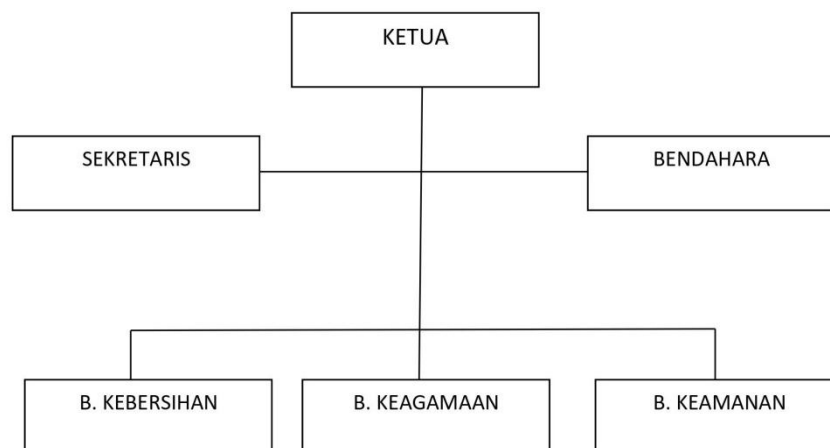 KETUA
SEKRETARIS
BENDAHARA
B. KEBERSIHAN
B. KEAGAMAAN
B. KEAMANAN